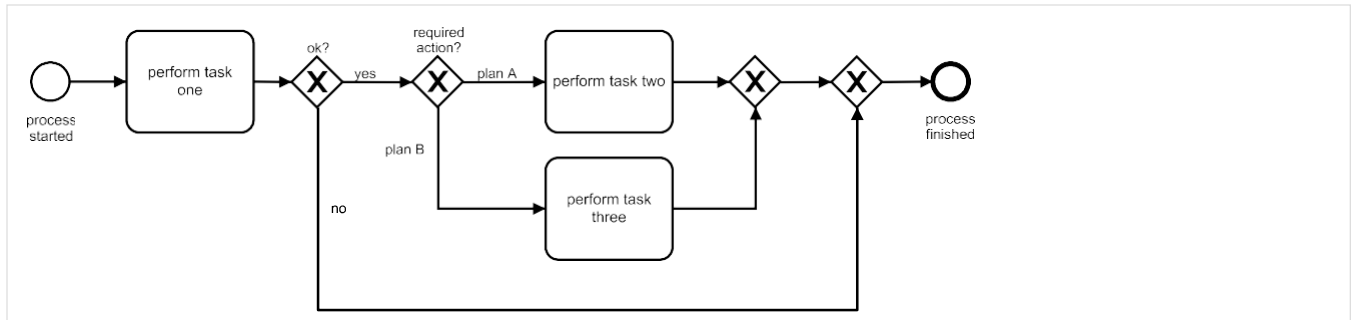 required
ok?
action?
yes
plan A
perform task
one
perform task two
process
started
process
finished
plan B
perform task
three
no